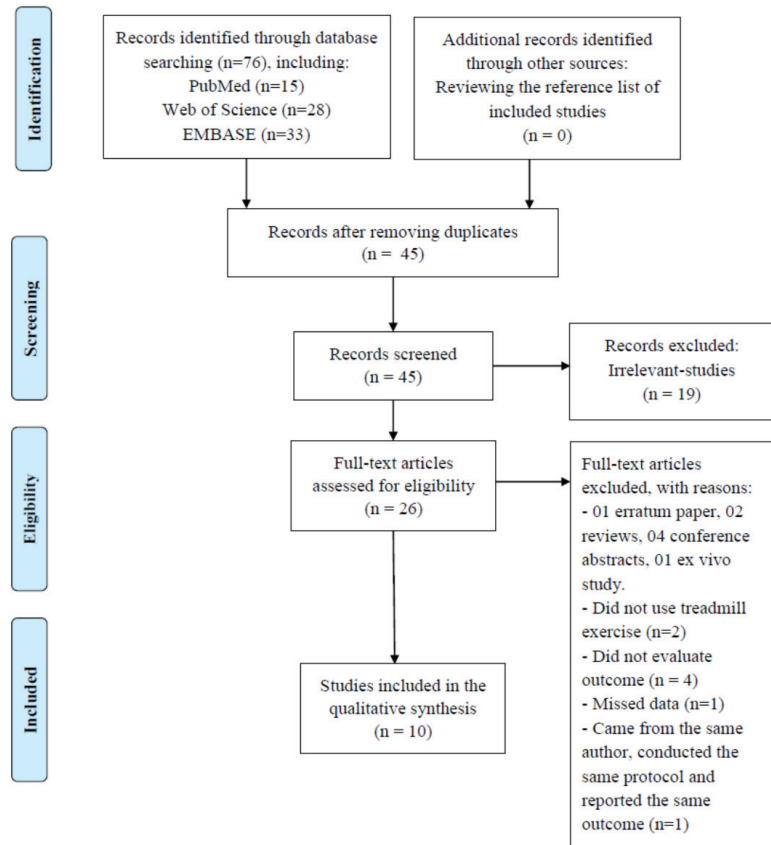 Identification
Records identified through database
searching (n=76), including:
PubMed (n=15)
Web of Science (n=28)
EMBASE (n=33)
Additional records identified
through other sources:
Reviewing the reference list of
included studies
(n = 0)
Screening
Records after removing duplicates
(n = 45)
Records screened
(n = 45)
Records excluded:
Irrelevant-studies
(n = 19)
Eligibility
Full-text articles
assessed for eligibility
(n = 26)
Full-text articles
excluded, with reasons:
- 01 erratum paper, 02
reviews, 04 conference
abstracts, 01 ex vivo
study.
- Did not use treadmill
exercise (n=2)
- Did not evaluate
outcome (n = 4)
- Missed data (n=1)
- Came from the same
author, conducted the
same protocol and
reported the same
outcome (n=1)
Included
Studies included in the
qualitative synthesis
(n = 10)